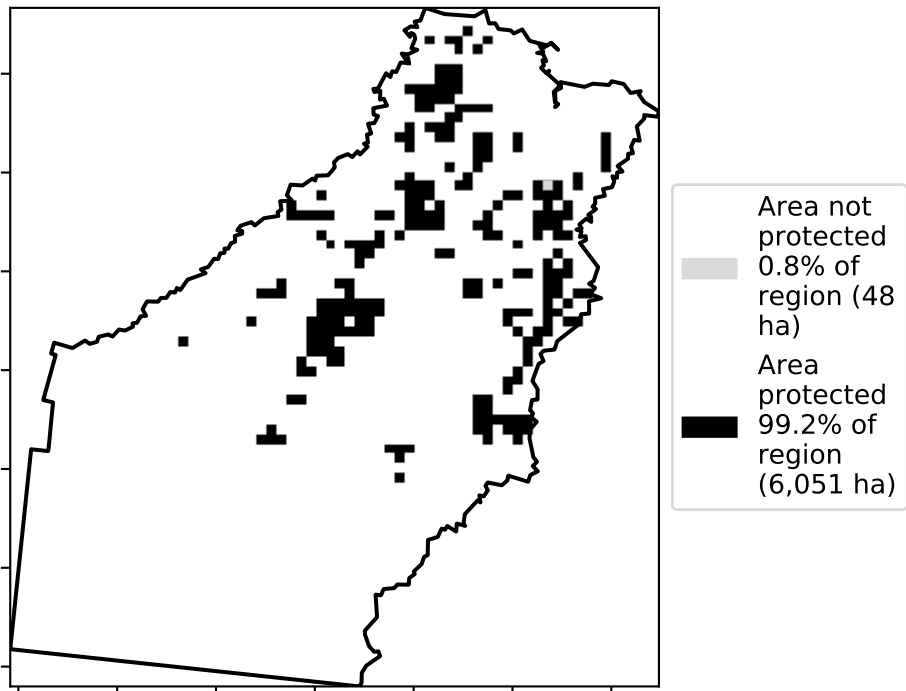 Area not
protected
0.8% of
region (48
ha)
Area
protected
99.2% of
region
(6,051 ha)